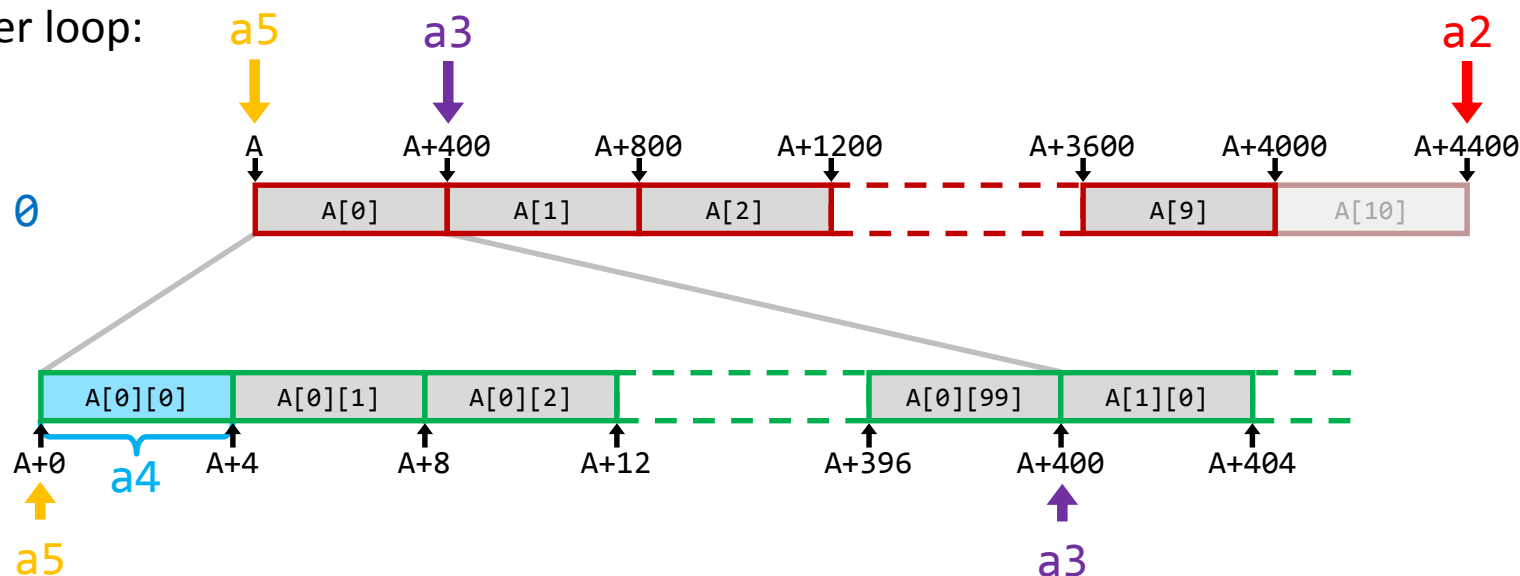 er loop:
a5 a3 a2
A A+400 A+800 A+1200 A+3600 A+4000 A+4400
0 A[0] A[1] A[2] A[9] A[10]
A[0][0] A[0][1] A[0][2] A[0][99] A[1][0]
A+0 A+4 A+8 A+12 A+396 A+400 A+404
a4
a5 a3